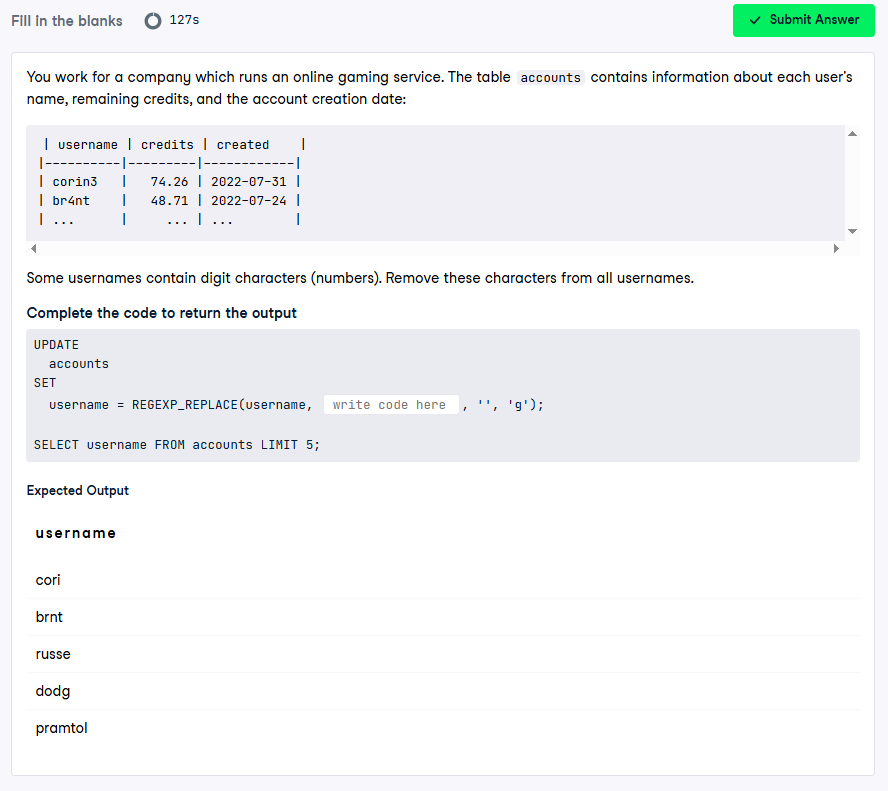 Fill in the blanks 127s Submit Answer
You work for a company which runs an online gaming service. The table accounts contains information about each user's
name, remaining credits, and the account creation date:
| username | credits | created    |
|----------|---------|------------|
| corin3   |   74.26 | 2022-07-31 |
| br4nt    |   48.71 | 2022-07-24 |
| ...      |     ... | ...        |
Some usernames contain digit characters (numbers). Remove these characters from all usernames.
Complete the code to return the output
UPDATE
  accounts
SET
  username = REGEXP_REPLACE(username, write code here , '', 'g');
SELECT username FROM accounts LIMIT 5;
Expected Output
username
cori
brnt
russe
dodg
pramtol